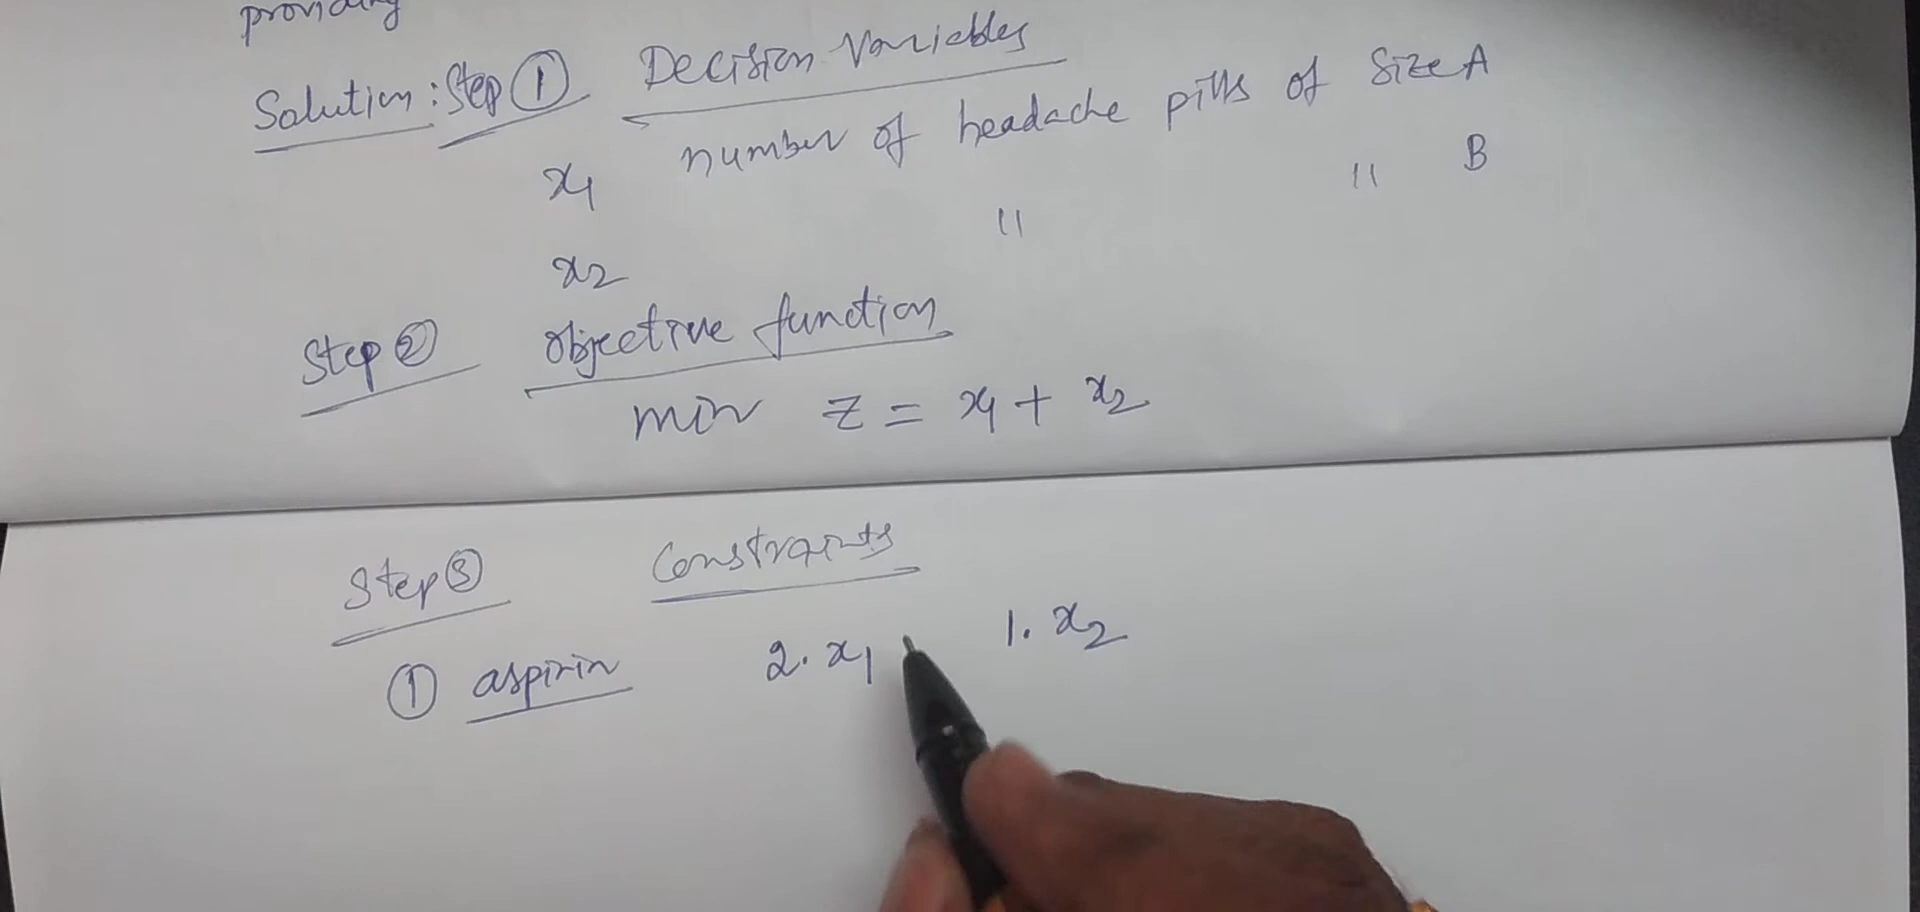 providing
Solution: Step ① Decision Variables
x1 number of headache pills of Size A
x2 " " B
Step ② objective function
min Z = x1 + x2
Step ③ Constraints
① aspirin 2. x1 1. x2